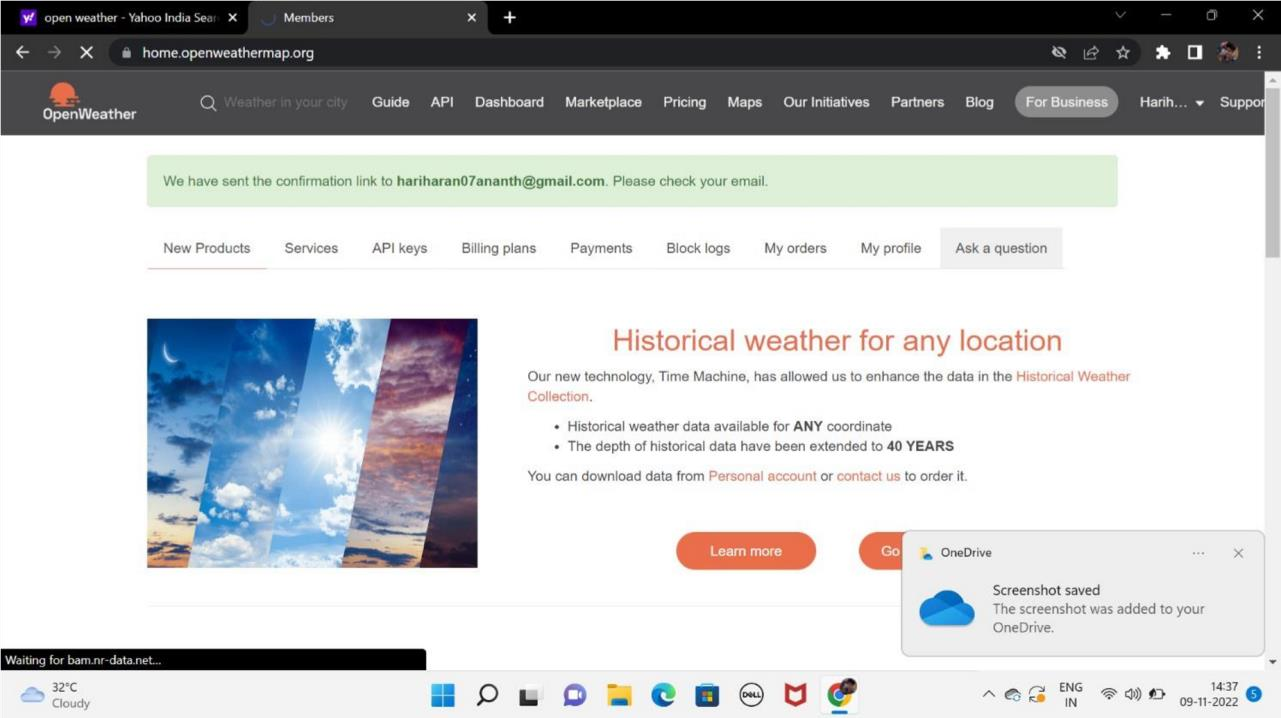 open weather - Yahoo India Sear
Members
home.openweathermap.org
OpenWeather
Weather in your city
Guide
API
Dashboard
Marketplace
Pricing
Maps
Our Initiatives
Partners
Blog
For Business
Harih...
Suppor
We have sent the confirmation link to hariharan07ananth@gmail.com. Please check your email.
New Products
Services
API keys
Billing plans
Payments
Block logs
My orders
My profile
Ask a question
Historical weather for any location
Our new technology, Time Machine, has allowed us to enhance the data in the Historical Weather
Collection.
• Historical weather data available for ANY coordinate
• The depth of historical data have been extended to 40 YEARS
You can download data from Personal account or contact us to order it.
Learn more
Go
OneDrive
Screenshot saved
The screenshot was added to your
OneDrive.
Waiting for bam.nr-data.net...
32°C
Cloudy
DELL
ENG
IN
14:37
09-11-2022
5